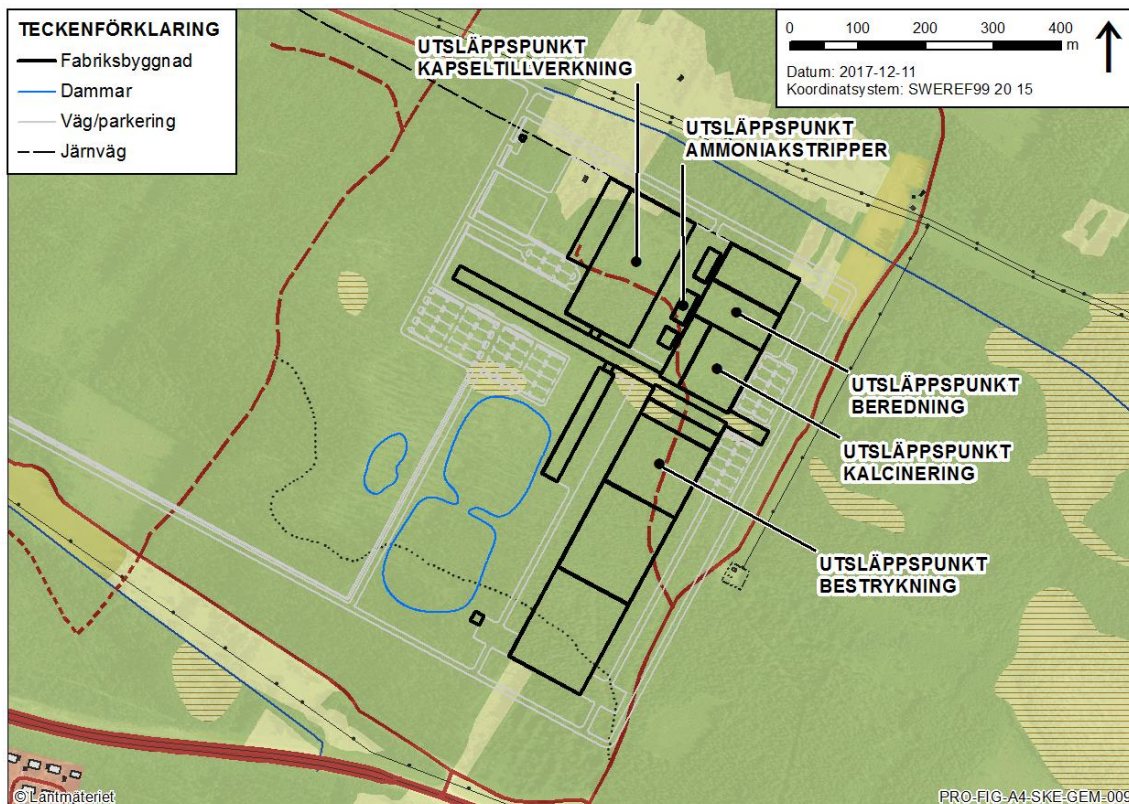 TECKENFÖRKLARING
Fabriksbyggnad
Dammar
Väg/parkering
Järnväg
UTSLÄPPSPUNKT
KAPSELTILLVERKNING
0 100 200 300 400
m
Datum: 2017-12-11
Koordinatsystem: SWEREF99 20 15
UTSLÄPPSPUNKT
AMMONIAKSTRIPPER
UTSLÄPPSPUNKT
BEREDNING
UTSLÄPPSPUNKT
KALCINERING
UTSLÄPPSPUNKT
BESTRYKNING
© Lantmäteriet
PRO-FIG-A4-SKE-GEM-009